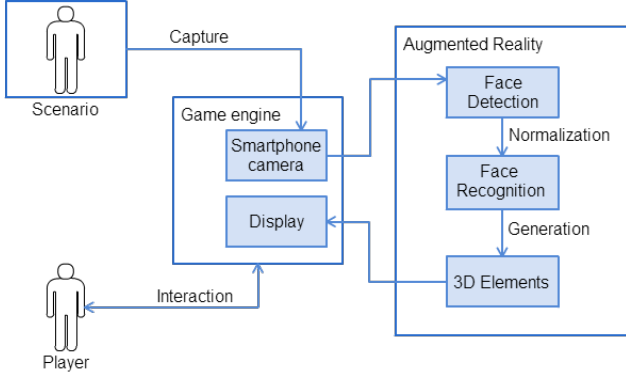 Capture
Scenario
Game engine
Smartphone
camera
Display
Interaction
Player
Augmented Reality
Face
Detection
Normalization
Face
Recognition
Generation
3D Elements